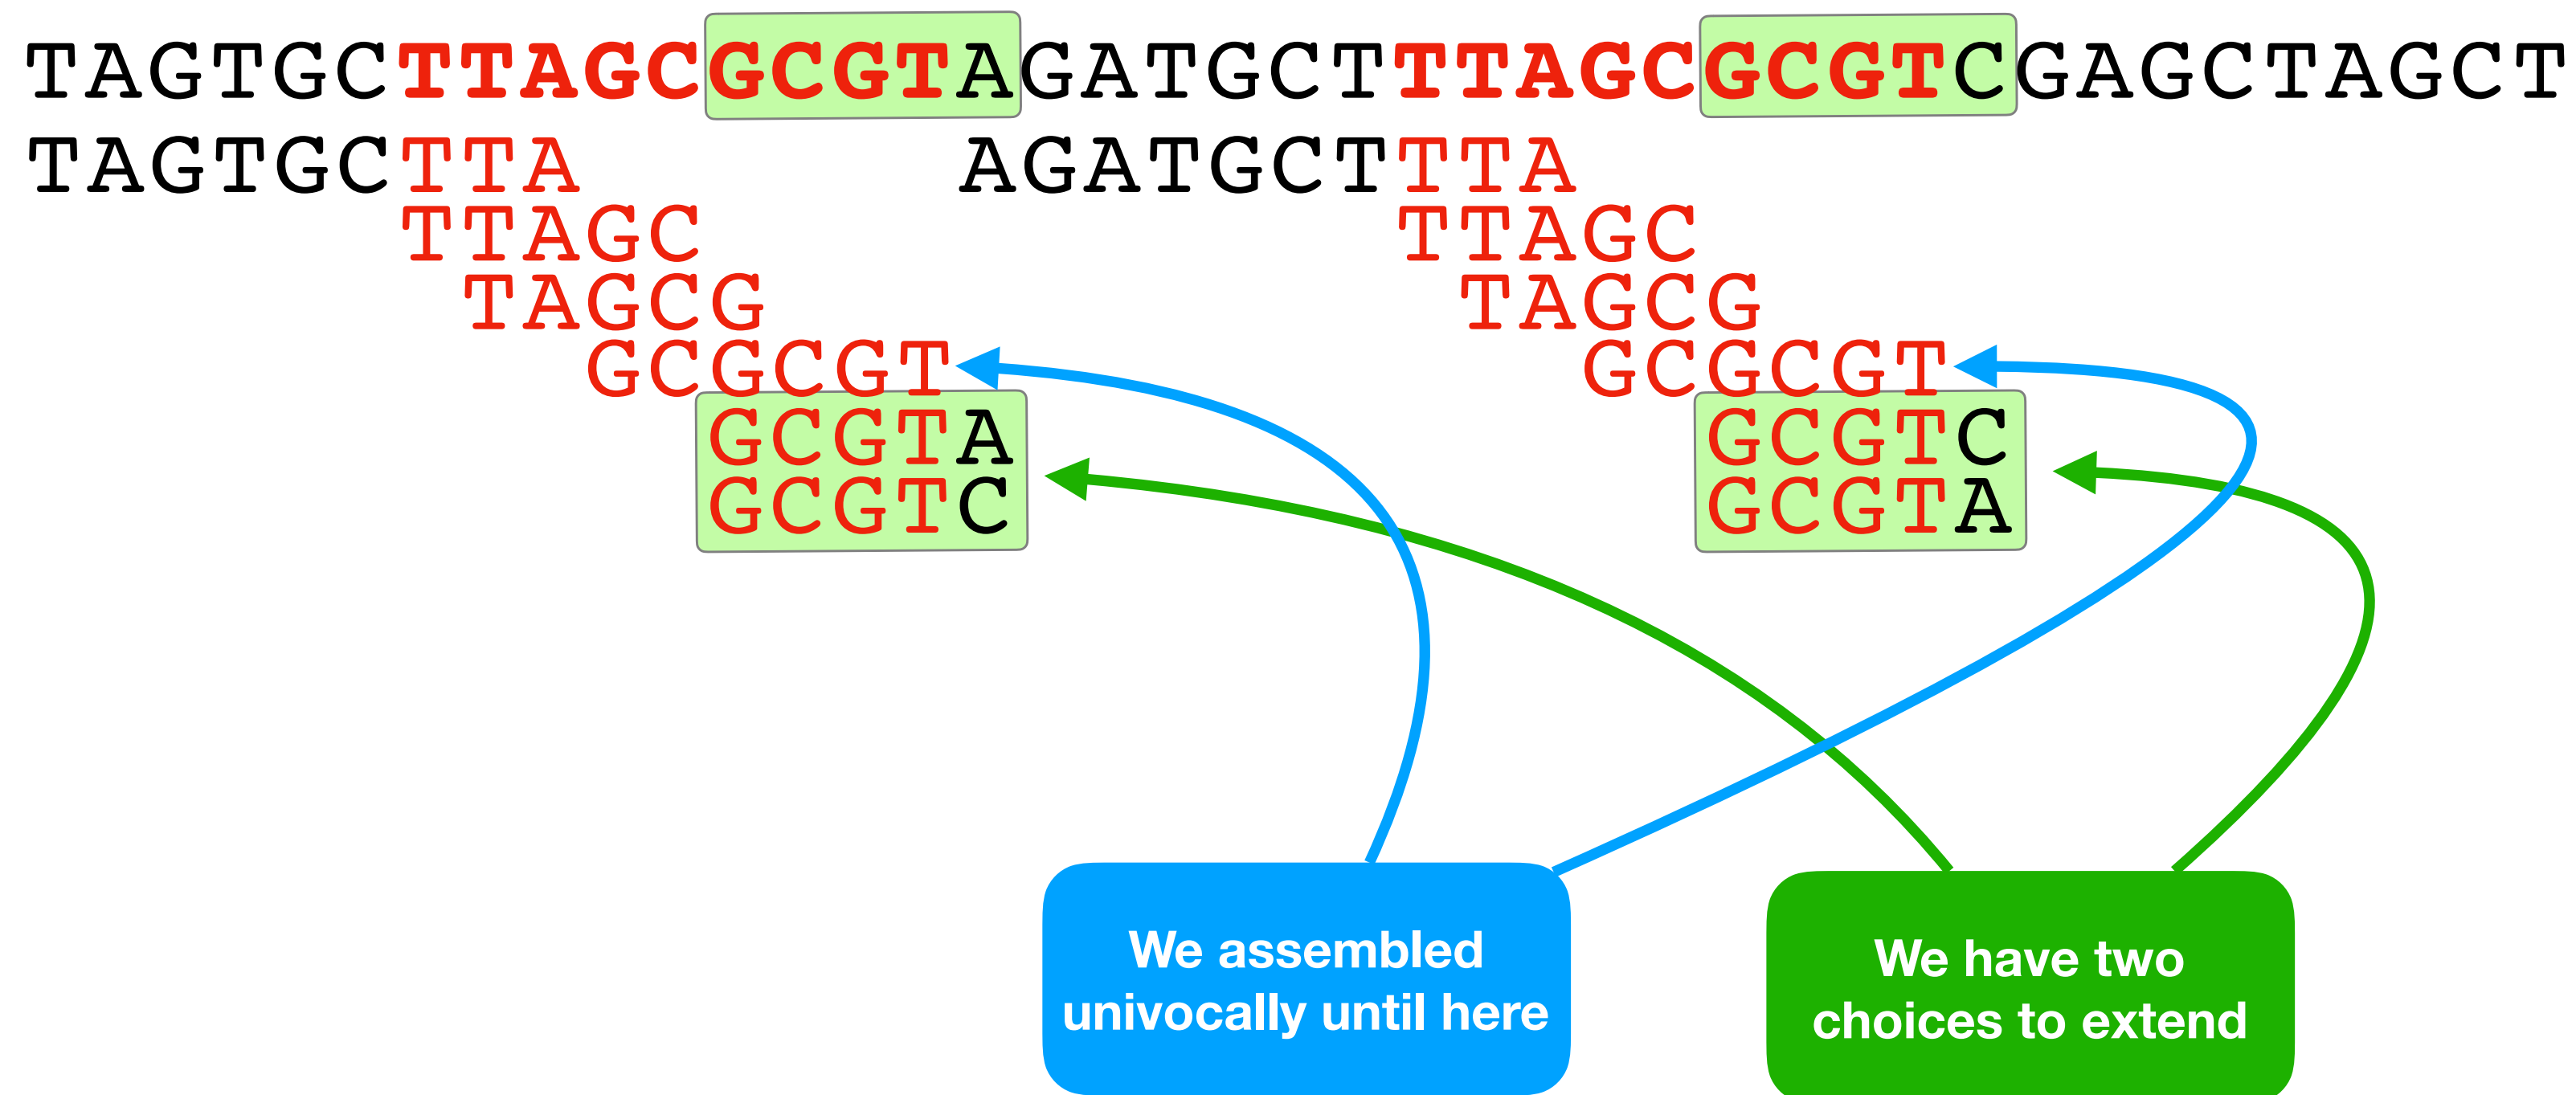 TAGTGCTTAGCGCGTAGATGCTTTAGCGCGTCGAGCTAGCT
TAGTGCTTA AGATGCTTTA
TTAGC TTAGC
TAGCG TAGCG
GCGCGT GCGCGT
GCGTA GCGTC
GCGTC GCGTA
We assembled
univocally until here
We have two
choices to extend